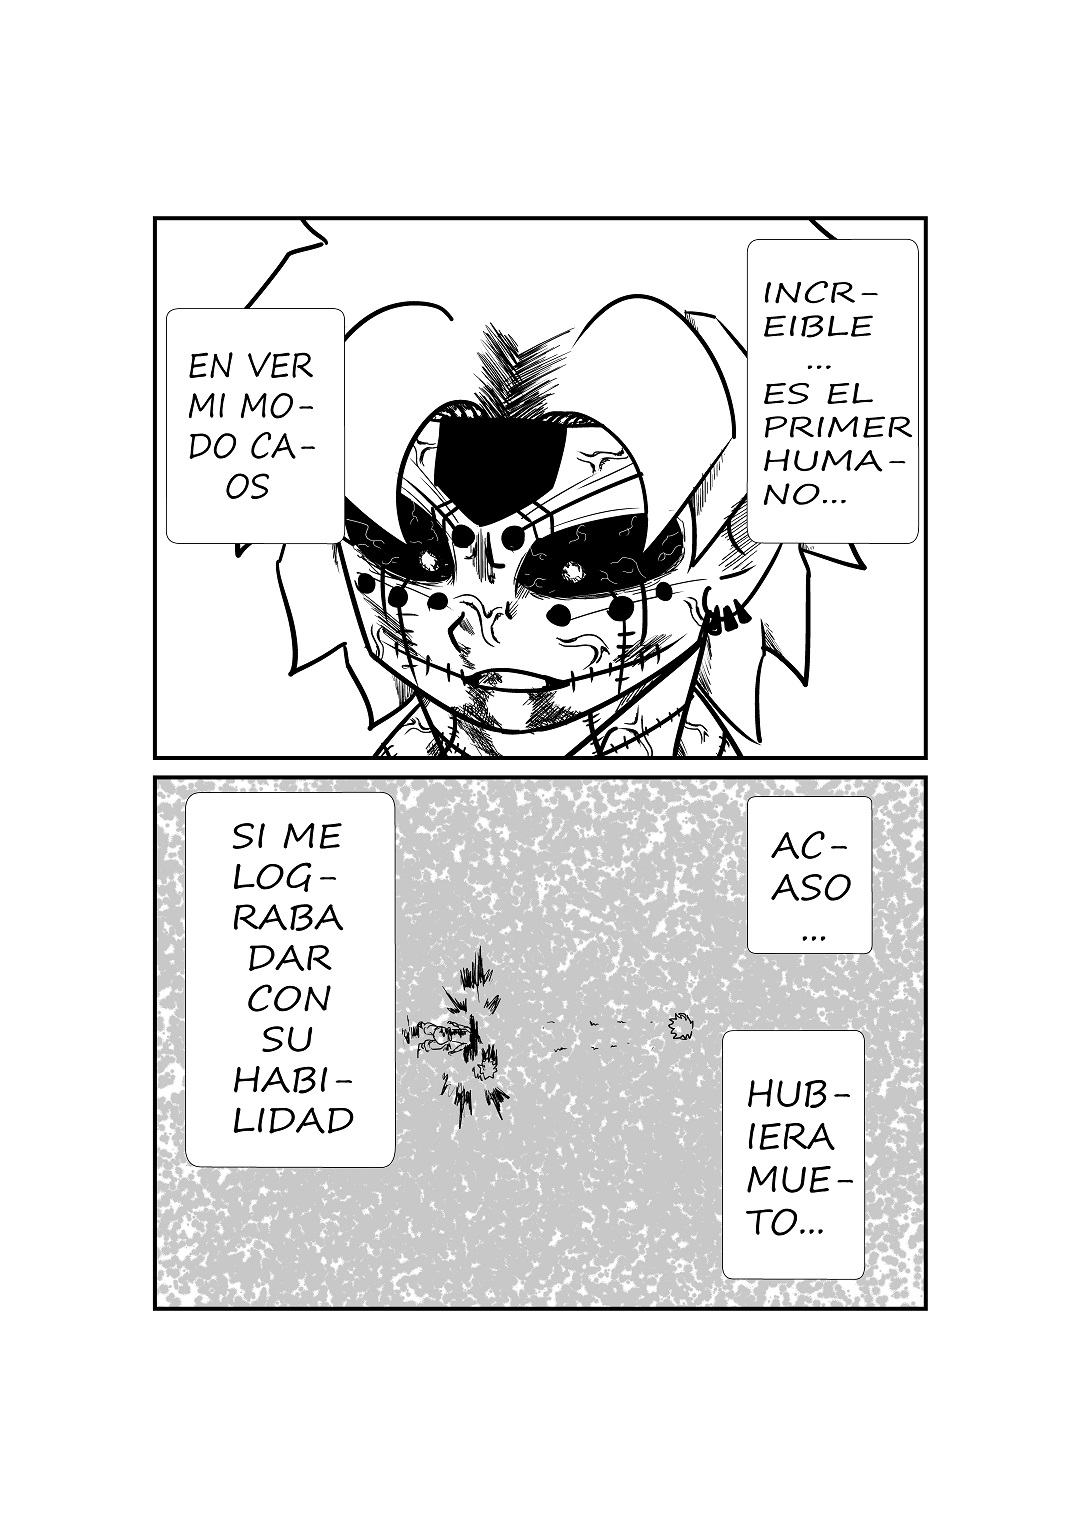 INCR-
EIBLE
...
ES EL
PRIMER
HUMA-
NO...
EN VER
MI MO-
DO CA-
OS
AC-
ASO
...
HUB-
IERA
MUE-
TO...
SI ME
LOG-
RABA
DAR
CON
SU
HABI-
LIDAD